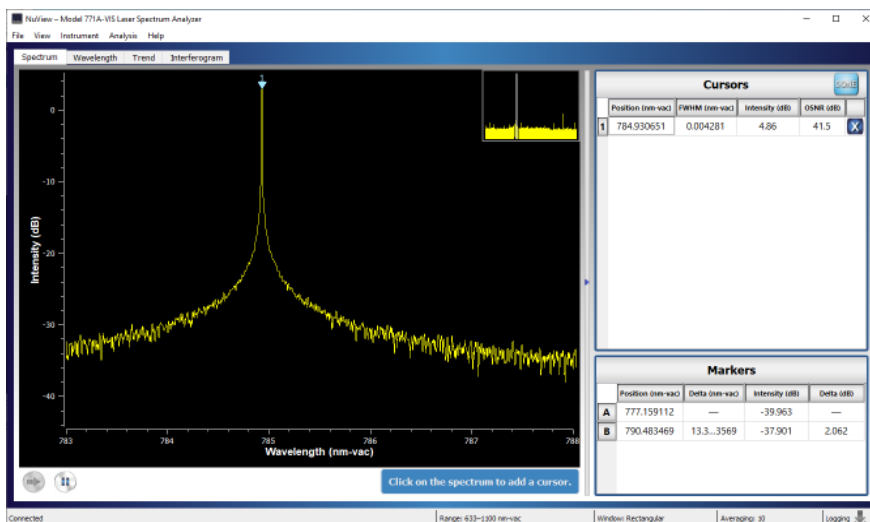 NuView – Model 771A-VIS Laser Spectrum Analyzer
File View Instrument Analysis Help
Spectrum Wavelength Trend Interferogram
1
0
-10
-20
-30
-40
Intensity (dB)
783 784 785 786 787 788
Wavelength (nm-vac)
Click on the spectrum to add a cursor.
Cursors
DONE
Position (nm-vac) FWHM (nm-vac) Intensity (dB) OSNR (dB)
1 784.930651 0.004281 4.86 41.5 X
Markers
Position (nm-vac) Delta (nm-vac) Intensity (dB) Delta (dB)
A 777.159112 — -39.963 —
B 790.483469 13.3...3569 -37.901 2.062
Connected Range: 633–1100 nm-vac Window: Rectangular Averaging: 10 Logging